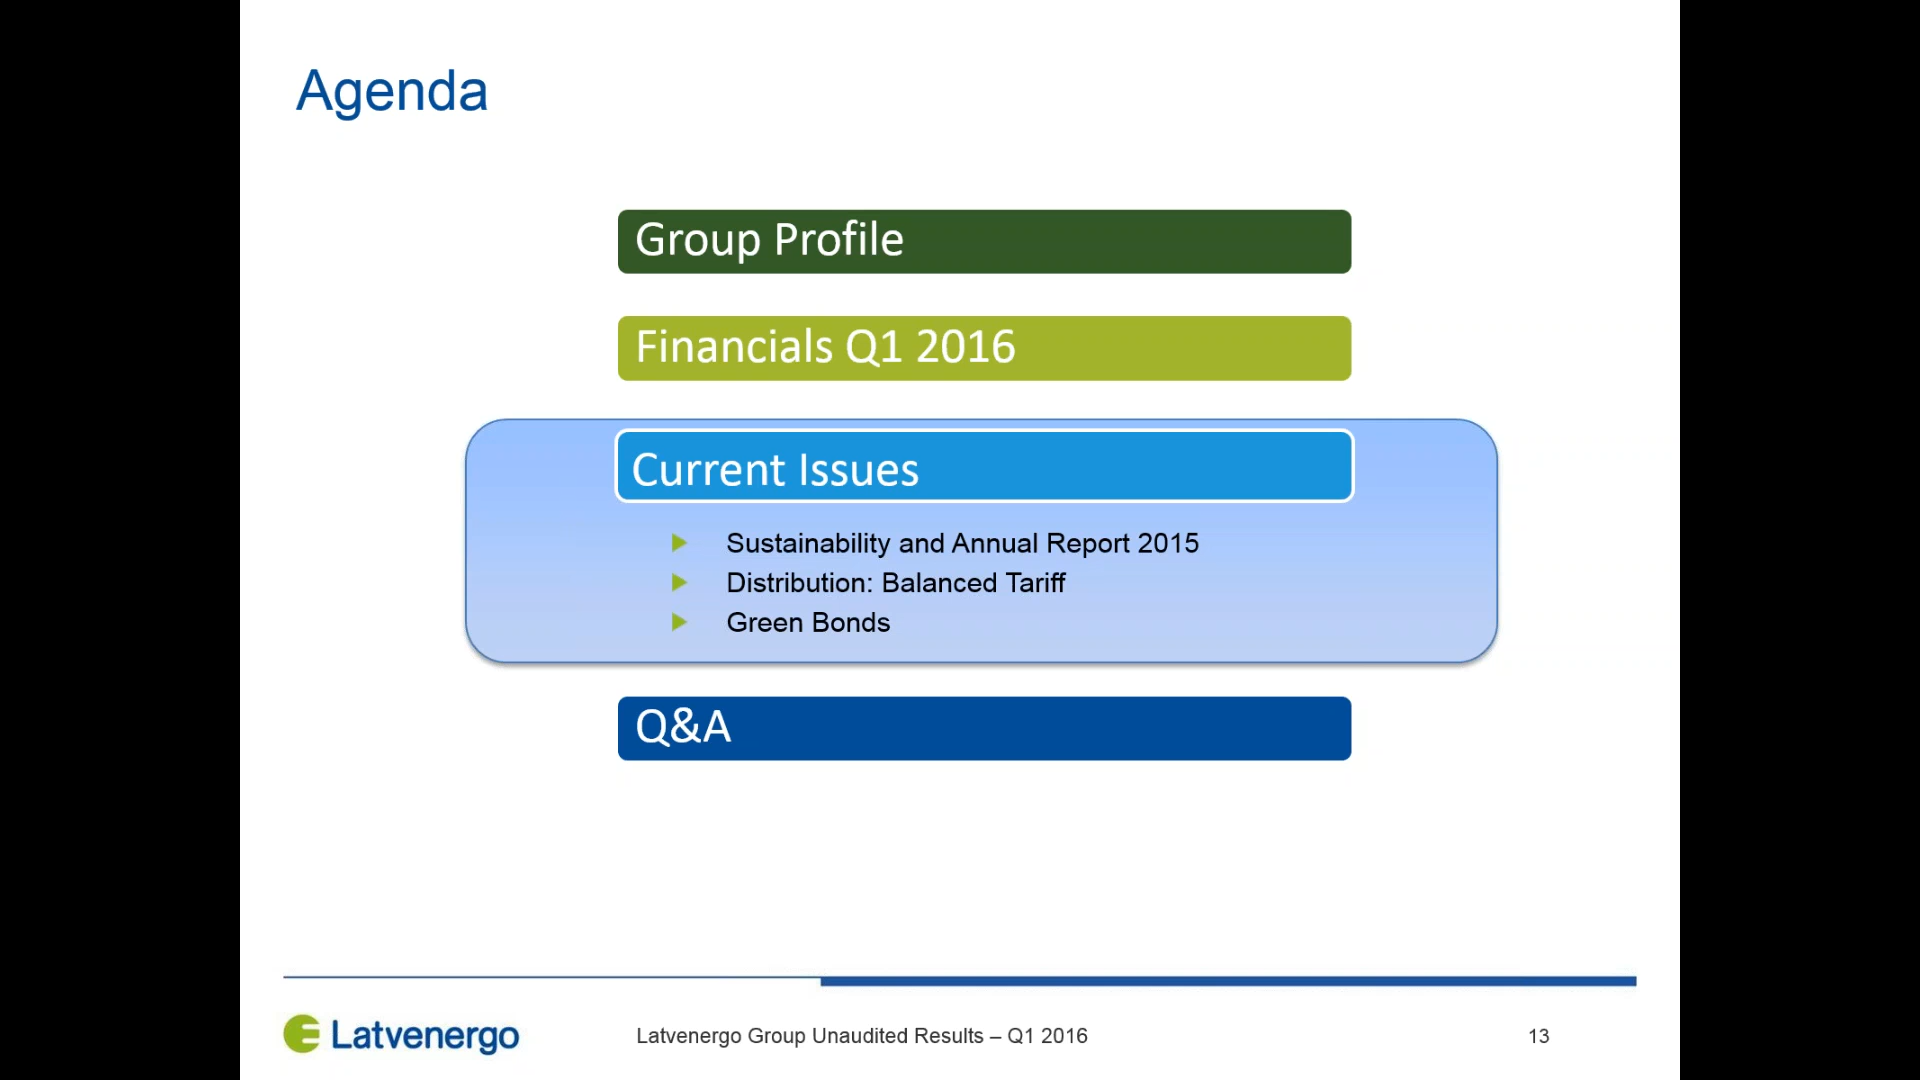 Agenda
Group Profile
Financials Q1 2016
Current Issues
Sustainability and Annual Report 2015
Distribution: Balanced Tariff
Green Bonds
Q&A
Latvenergo
Latvenergo Group Unaudited Results – Q1 2016
13